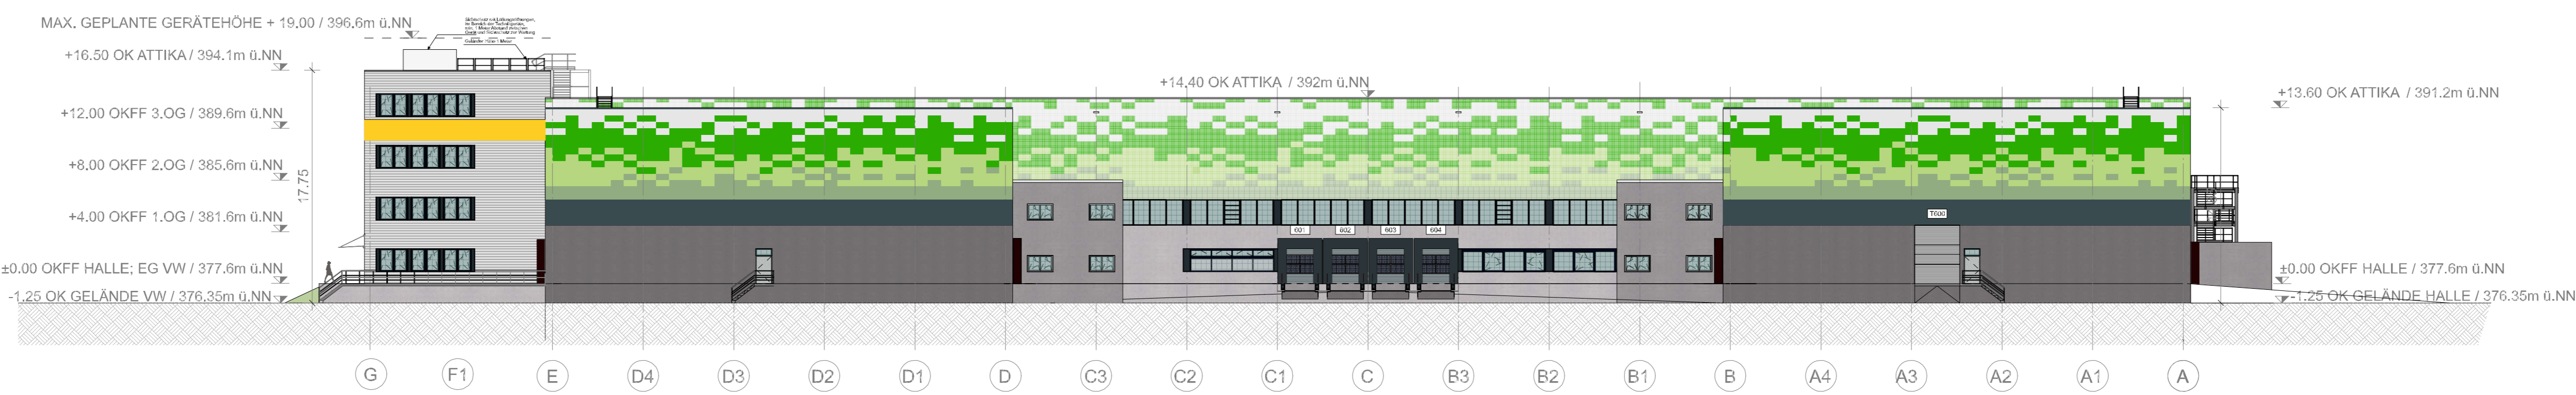 MAX. GEPLANTE GERÄTEHÖHE + 19.00 / 396.6m ü.NN
+16.50 OK ATTIKA / 394.1m ü.NN
+14.40 OK ATTIKA / 392m ü.NN
+13.60 OK ATTIKA / 391.2m ü.NN
+12.00 OKFF 3.OG / 389.6m ü.NN
+8.00 OKFF 2.OG / 385.6m ü.NN
17.75
+4.00 OKFF 1.OG / 381.6m ü.NN
T600
601 602 603 604
±0.00 OKFF HALLE; EG VW / 377.6m ü.NN
±0.00 OKFF HALLE / 377.6m ü.NN
-1.25 OK GELÄNDE VW / 376.35m ü.NN
-1.25 OK GELÄNDE HALLE / 376.35m ü.NN
G F1 E D4 D3 D2 D1 D C3 C2 C1 C B3 B2 B1 B A4 A3 A2 A1 A